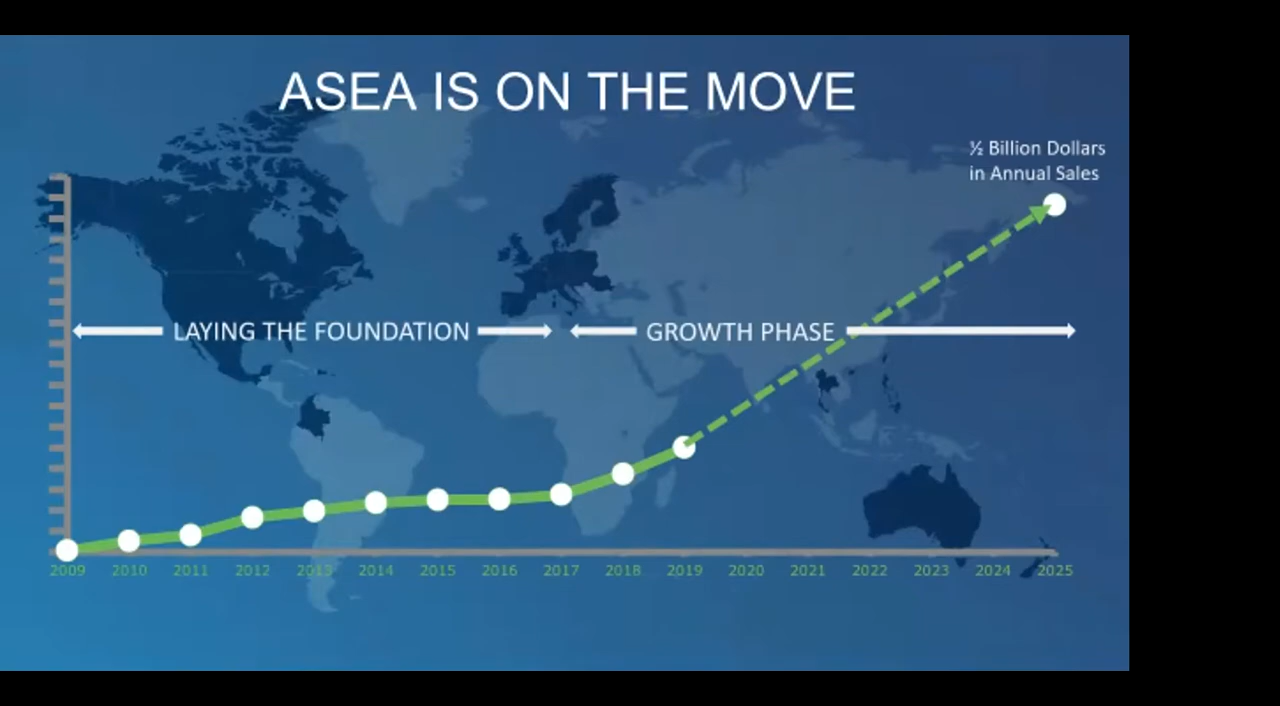 ASEA IS ON THE MOVE
½ Billion Dollars
in Annual Sales
LAYING THE FOUNDATION
GROWTH PHASE
2009 2010 2011 2012 2013 2014 2015 2016 2017 2018 2019 2020 2021 2022 2023 2024 2025